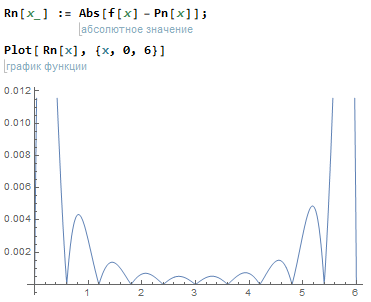 Rn[x_] := Abs[f[x] - Pn[x]];
абсолютное значение
Plot[ Rn[x], {x, 0, 6}]
график функции
0.012
0.010
0.008
0.006
0.004
0.002
1 2 3 4 5 6